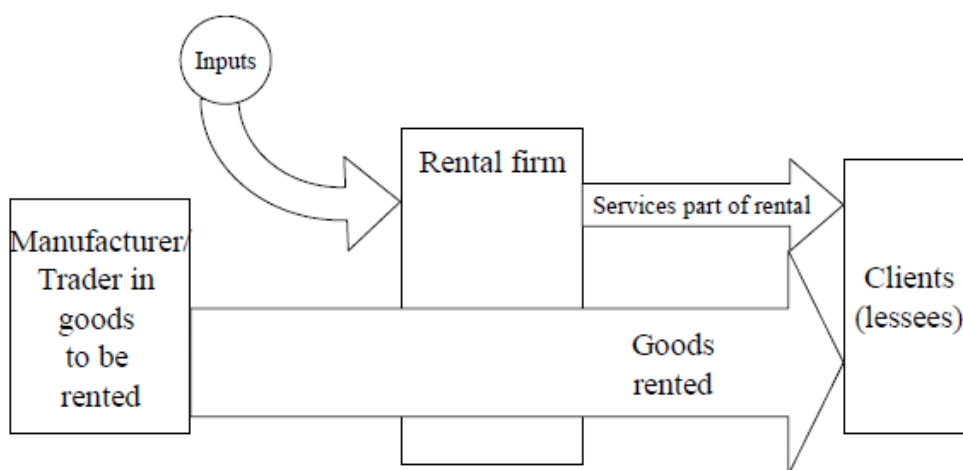 Inputs
Rental firm
Services part of rental
Manufacturer/
Trader in
goods
to be
rented
Clients
(lessees)
Goods
rented